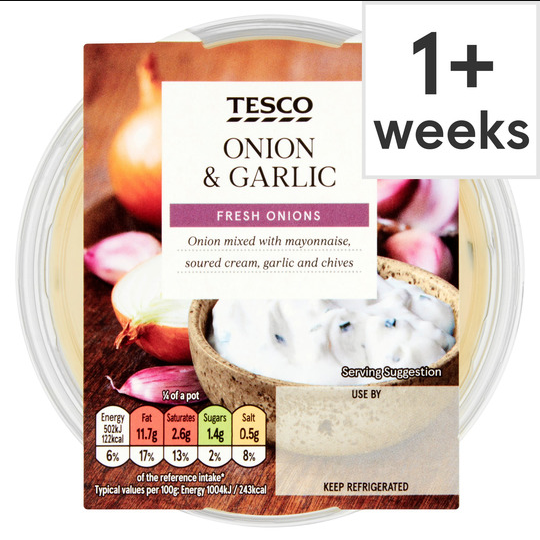 1+
weeks
TESCO
ONION
& GARLIC
FRESH ONIONS
Onion mixed with mayonnaise,
soured cream, garlic and chives
Serving Suggestion
USE BY
KEEP REFRIGERATED
¼ of a pot
Energy
502kJ
122kcal
6%
Fat
11.7g
17%
Saturates
2.6g
13%
Sugars
1.4g
2%
Salt
0.5g
8%
of the reference intake*
Typical values per 100g: Energy 1004kJ / 243kcal